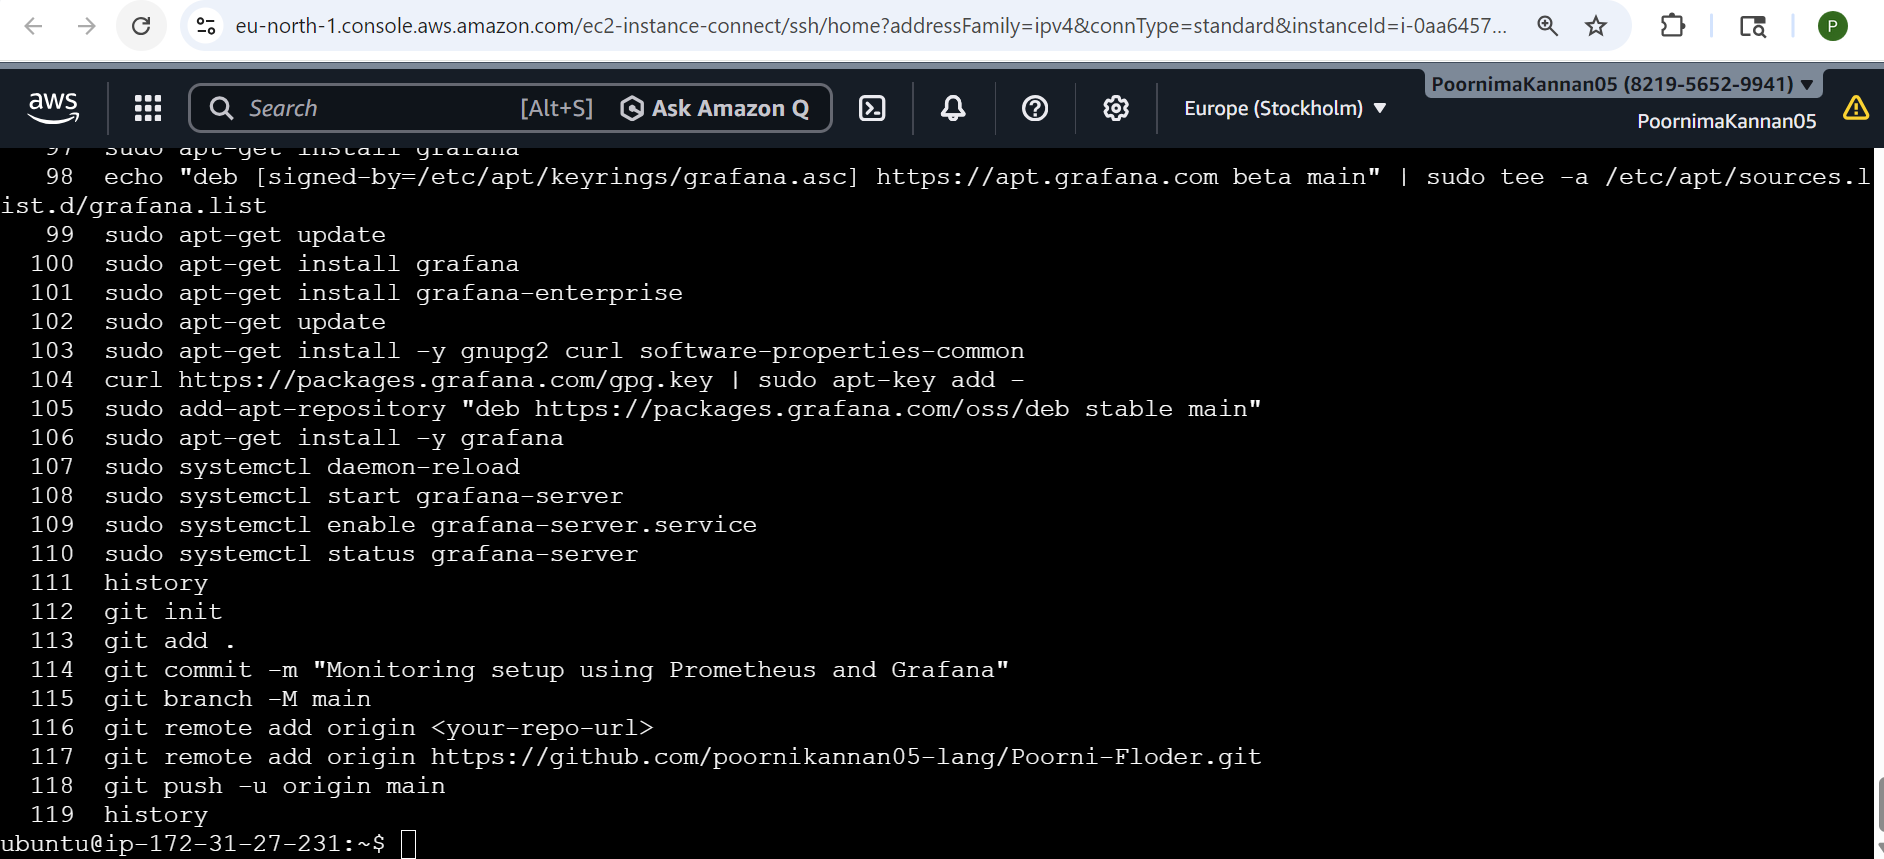 eu-north-1.console.aws.amazon.com/ec2-instance-connect/ssh/home?addressFamily=ipv4&connType=standard&instanceId=i-0aa6457...
P
aws
Search
[Alt+S]
Ask Amazon Q
Europe (Stockholm)
PoornimaKannan05 (8219-5652-9941)
PoornimaKannan05
97 sudo apt-get install grafana
98 echo "deb [signed-by=/etc/apt/keyrings/grafana.asc] https://apt.grafana.com beta main" | sudo tee -a /etc/apt/sources.l
ist.d/grafana.list
99 sudo apt-get update
100 sudo apt-get install grafana
101 sudo apt-get install grafana-enterprise
102 sudo apt-get update
103 sudo apt-get install -y gnupg2 curl software-properties-common
104 curl https://packages.grafana.com/gpg.key | sudo apt-key add -
105 sudo add-apt-repository "deb https://packages.grafana.com/oss/deb stable main"
106 sudo apt-get install -y grafana
107 sudo systemctl daemon-reload
108 sudo systemctl start grafana-server
109 sudo systemctl enable grafana-server.service
110 sudo systemctl status grafana-server
111 history
112 git init
113 git add .
114 git commit -m "Monitoring setup using Prometheus and Grafana"
115 git branch -M main
116 git remote add origin <your-repo-url>
117 git remote add origin https://github.com/poornikannan05-lang/Poorni-Floder.git
118 git push -u origin main
119 history
ubuntu@ip-172-31-27-231:~$